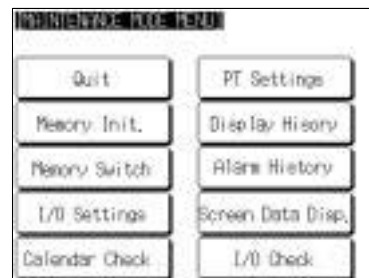 [MAINTENANCE MODE MENU]
Quit
PT Settings
Memory Init.
Display Hisory
Memory Switch
Alarm History
I/O Settings
Screen Data Disp.
Calendar Check
I/O Check